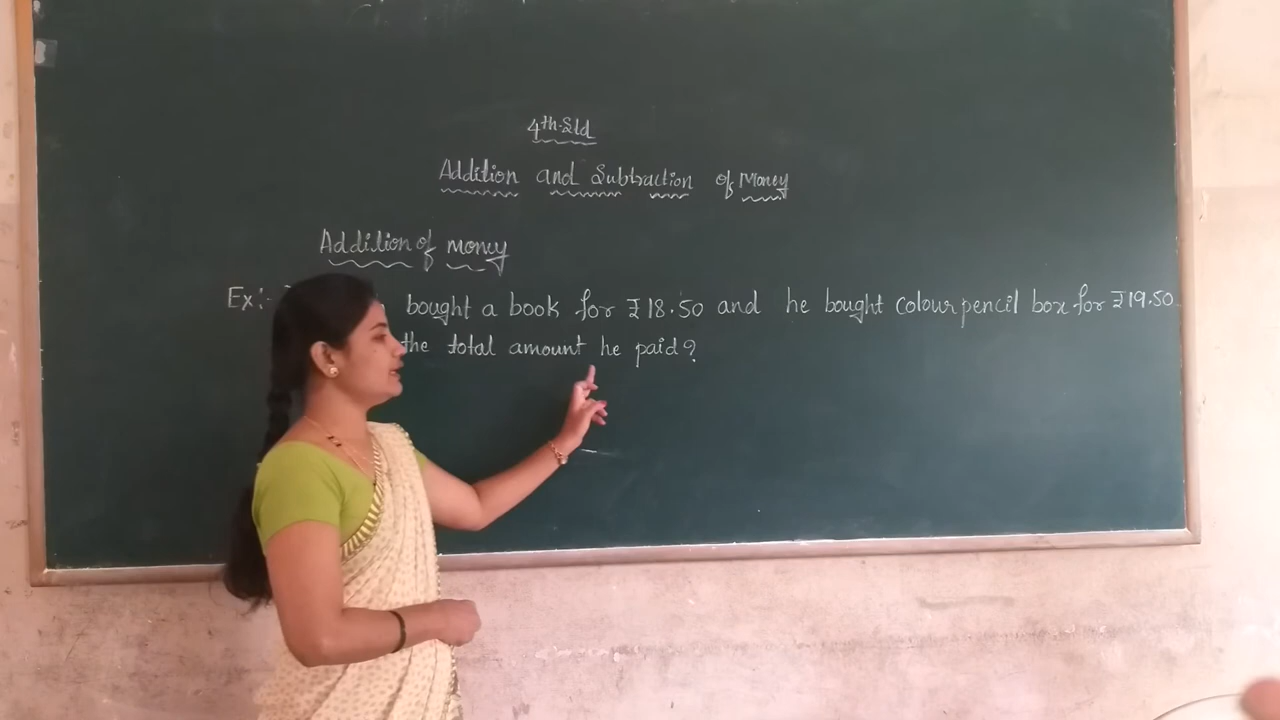 4th Std
Addition and Subtraction of Money
Addition of money
Ex:- bought a book for ₹18.50 and he bought colour pencil box for ₹19.50
the total amount he paid?